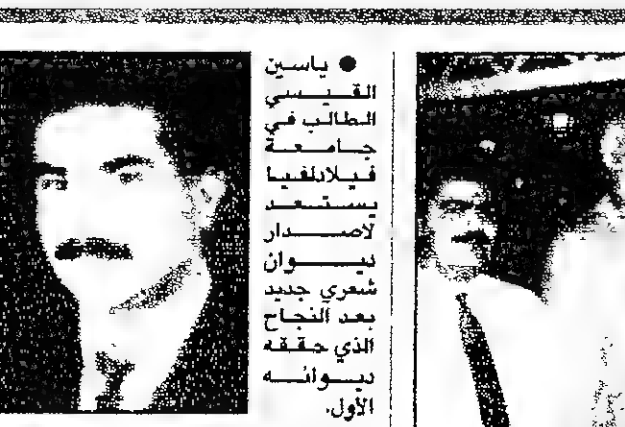 ● ياسين
القيسي
الطالب في
جامعة
فيلادلفيا
يستعد
لاصدار
ديوان
شعري جديد
بعد النجاح
الذي حققه
ديوانه
الأول.